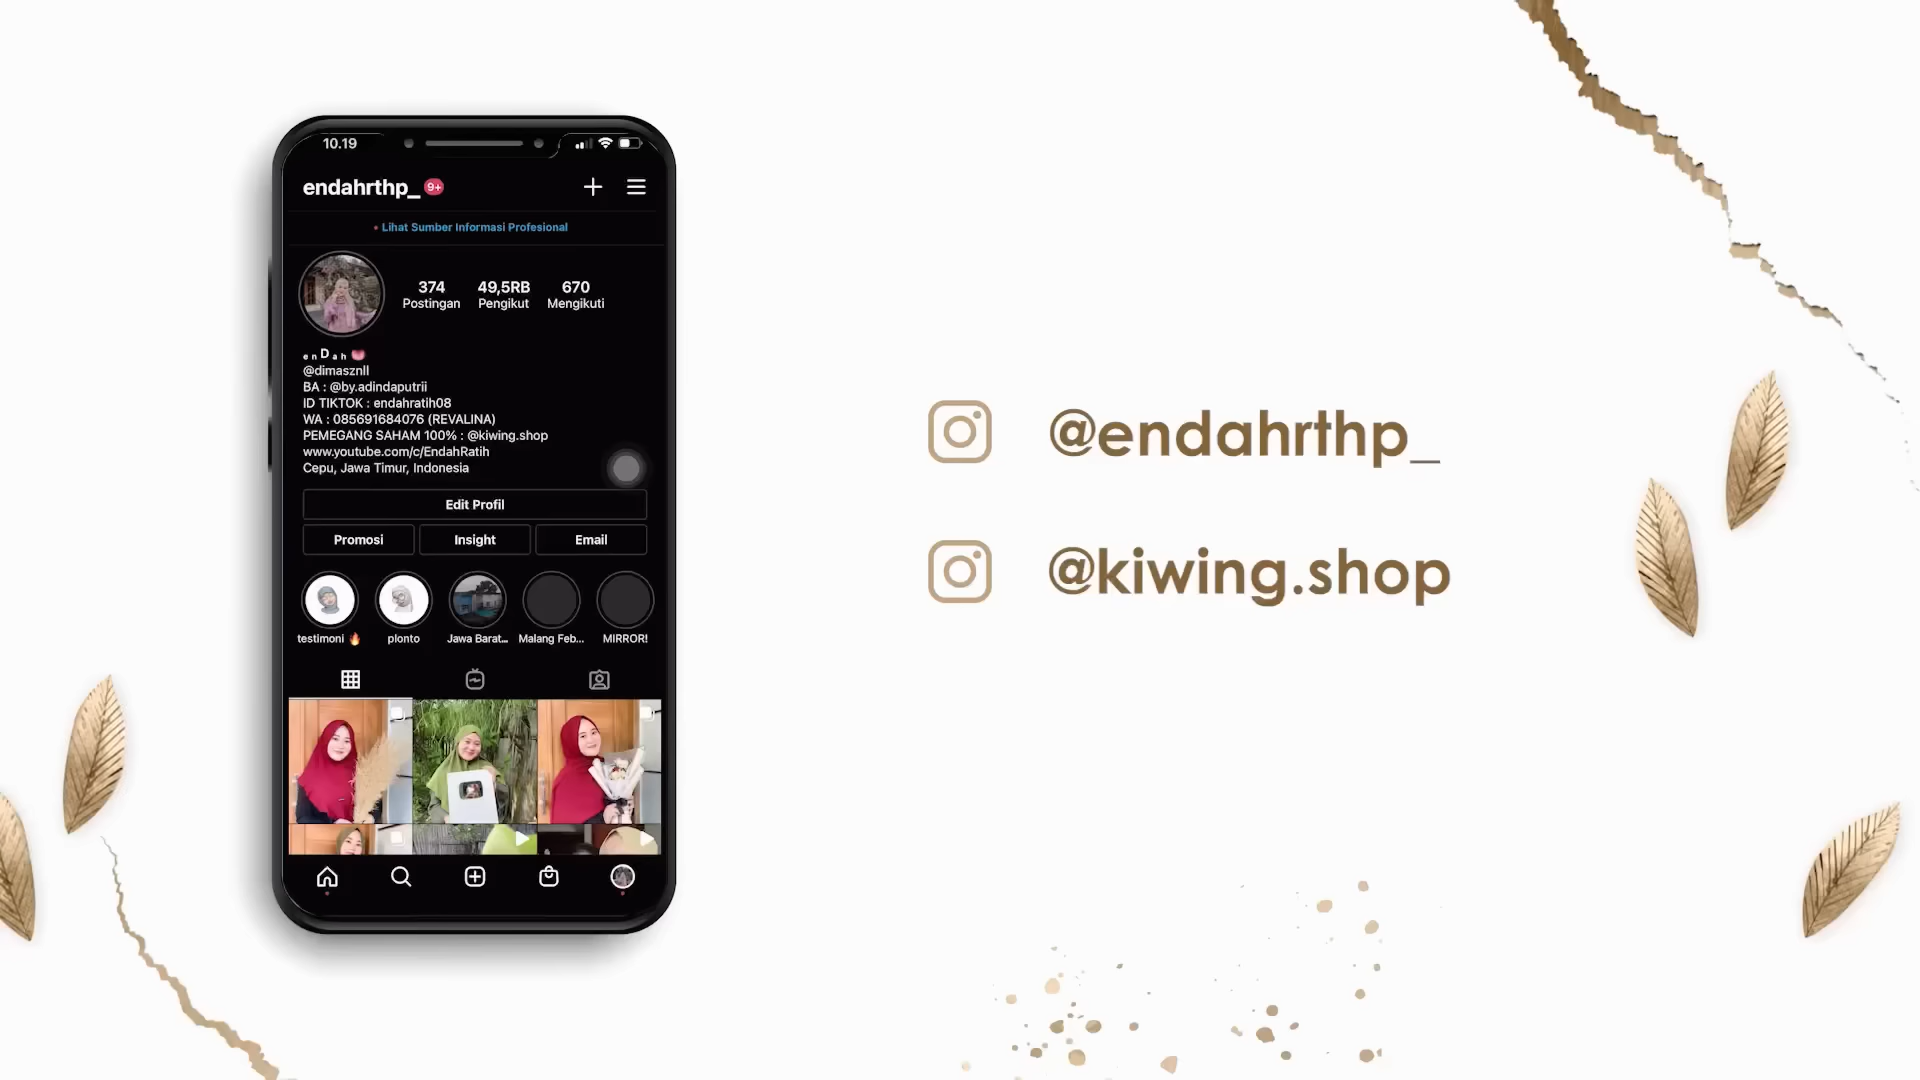 10.19
endahrthp_ 9+
Lihat Sumber Informasi Profesional
374 49,5RB 670
Postingan Pengikut Mengikuti
enDah 👅
@dimasznll
BA : @by.adindaputrii
ID TIKTOK : endahratih08
WA : 085691684076 (REVALINA)
PEMEGANG SAHAM 100% : @kiwing.shop
www.youtube.com/c/EndahRatih
Cepu, Jawa Timur, Indonesia
Edit Profil
Promosi Insight Email
testimoni 🔥 plonto Jawa Barat... Malang Feb... MIRROR!
@endahrthp_
@kiwing.shop